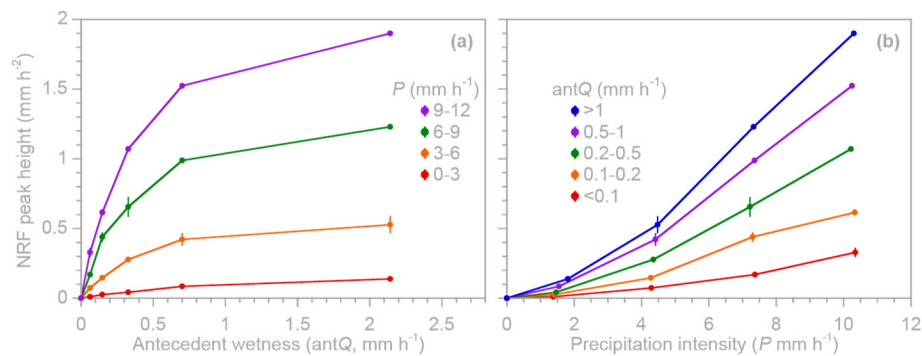 NRF peak height (mm h⁻²)
2
1.5
1
0.5
0
(a)
P (mm h⁻¹)
9-12
6-9
3-6
0-3
0 0.5 1 1.5 2 2.5
Antecedent wetness (antQ, mm h⁻¹)
(b)
antQ (mm h⁻¹)
>1
0.5-1
0.2-0.5
0.1-0.2
<0.1
0 2 4 6 8 10 12
Precipitation intensity (P mm h⁻¹)